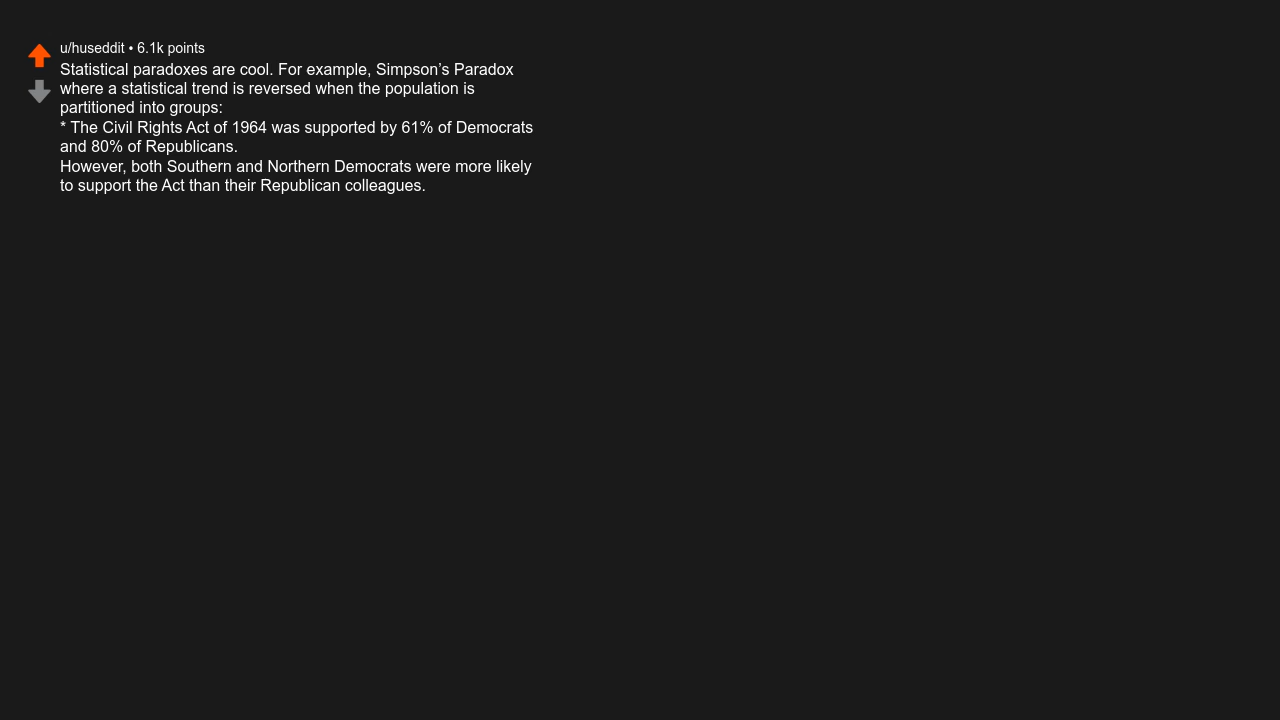 u/huseddit • 6.1k points
Statistical paradoxes are cool. For example, Simpson’s Paradox
where a statistical trend is reversed when the population is
partitioned into groups:
* The Civil Rights Act of 1964 was supported by 61% of Democrats
and 80% of Republicans.
However, both Southern and Northern Democrats were more likely
to support the Act than their Republican colleagues.